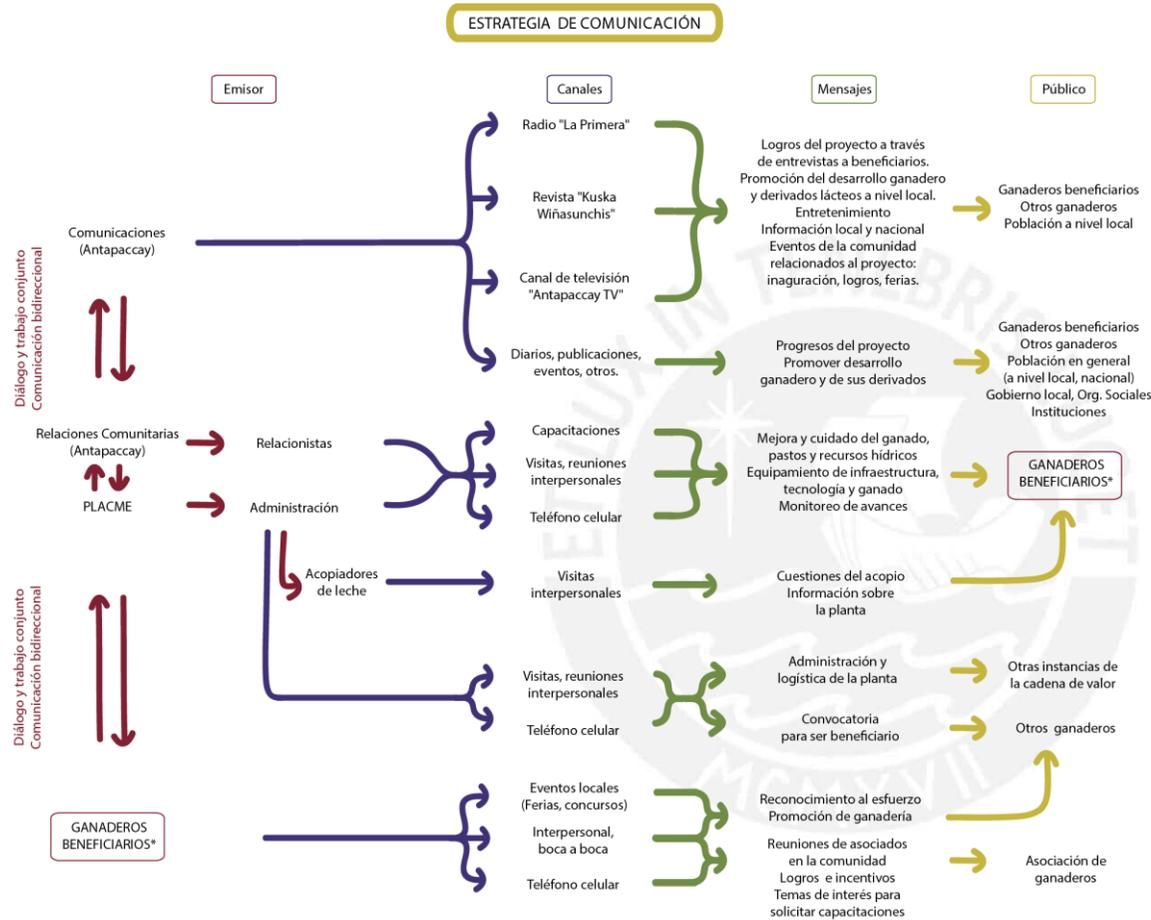 ESTRATEGIA DE COMUNICACIÓN
Emisor
Canales
Mensajes
Público
Diálogo y trabajo conjunto
Comunicación bidireccional
Comunicaciones
(Antapaccay)
Radio "La Primera"
Revista "Kuska
Wiñasunchis"
Canal de televisión
"Antapaccay TV"
Logros del proyecto a través
de entrevistas a beneficiarios.
Promoción del desarrollo ganadero
y derivados lácteos a nivel local.
Entretenimiento
Información local y nacional
Eventos de la comunidad
relacionados al proyecto:
inaguración, logros, ferias.
Ganaderos beneficiarios
Otros ganaderos
Población a nivel local
Diarios, publicaciones,
eventos, otros.
Progresos del proyecto
Promover desarrollo
ganadero y de sus derivados
Ganaderos beneficiarios
Otros ganaderos
Población en general
(a nivel local, nacional)
Gobierno local, Org. Sociales
Instituciones
Relaciones Comunitarias
(Antapaccay)
PLACME
Relacionistas
Administración
Capacitaciones
Visitas, reuniones
interpersonales
Teléfono celular
Mejora y cuidado del ganado,
pastos y recursos hídricos
Equipamiento de infraestructura,
tecnología y ganado
Monitoreo de avances
GANADEROS
BENEFICIARIOS*
Acopiadores
de leche
Visitas
interpersonales
Cuestiones del acopio
Información sobre
la planta
Diálogo y trabajo conjunto
Comunicación bidireccional
Visitas, reuniones
interpersonales
Teléfono celular
Administración y
logística de la planta
Otras instancias de
la cadena de valor
Convocatoria
para ser beneficiario
Otros ganaderos
GANADEROS
BENEFICIARIOS*
Eventos locales
(Ferias, concursos)
Interpersonal,
boca a boca
Teléfono celular
Reconocimiento al esfuerzo
Promoción de ganadería
Reuniones de asociados
en la comunidad
Logros e incentivos
Temas de interés para
solicitar capacitaciones
Asociación de
ganaderos
ET LUX IN TENEBRIS LUCET
MCMXVII